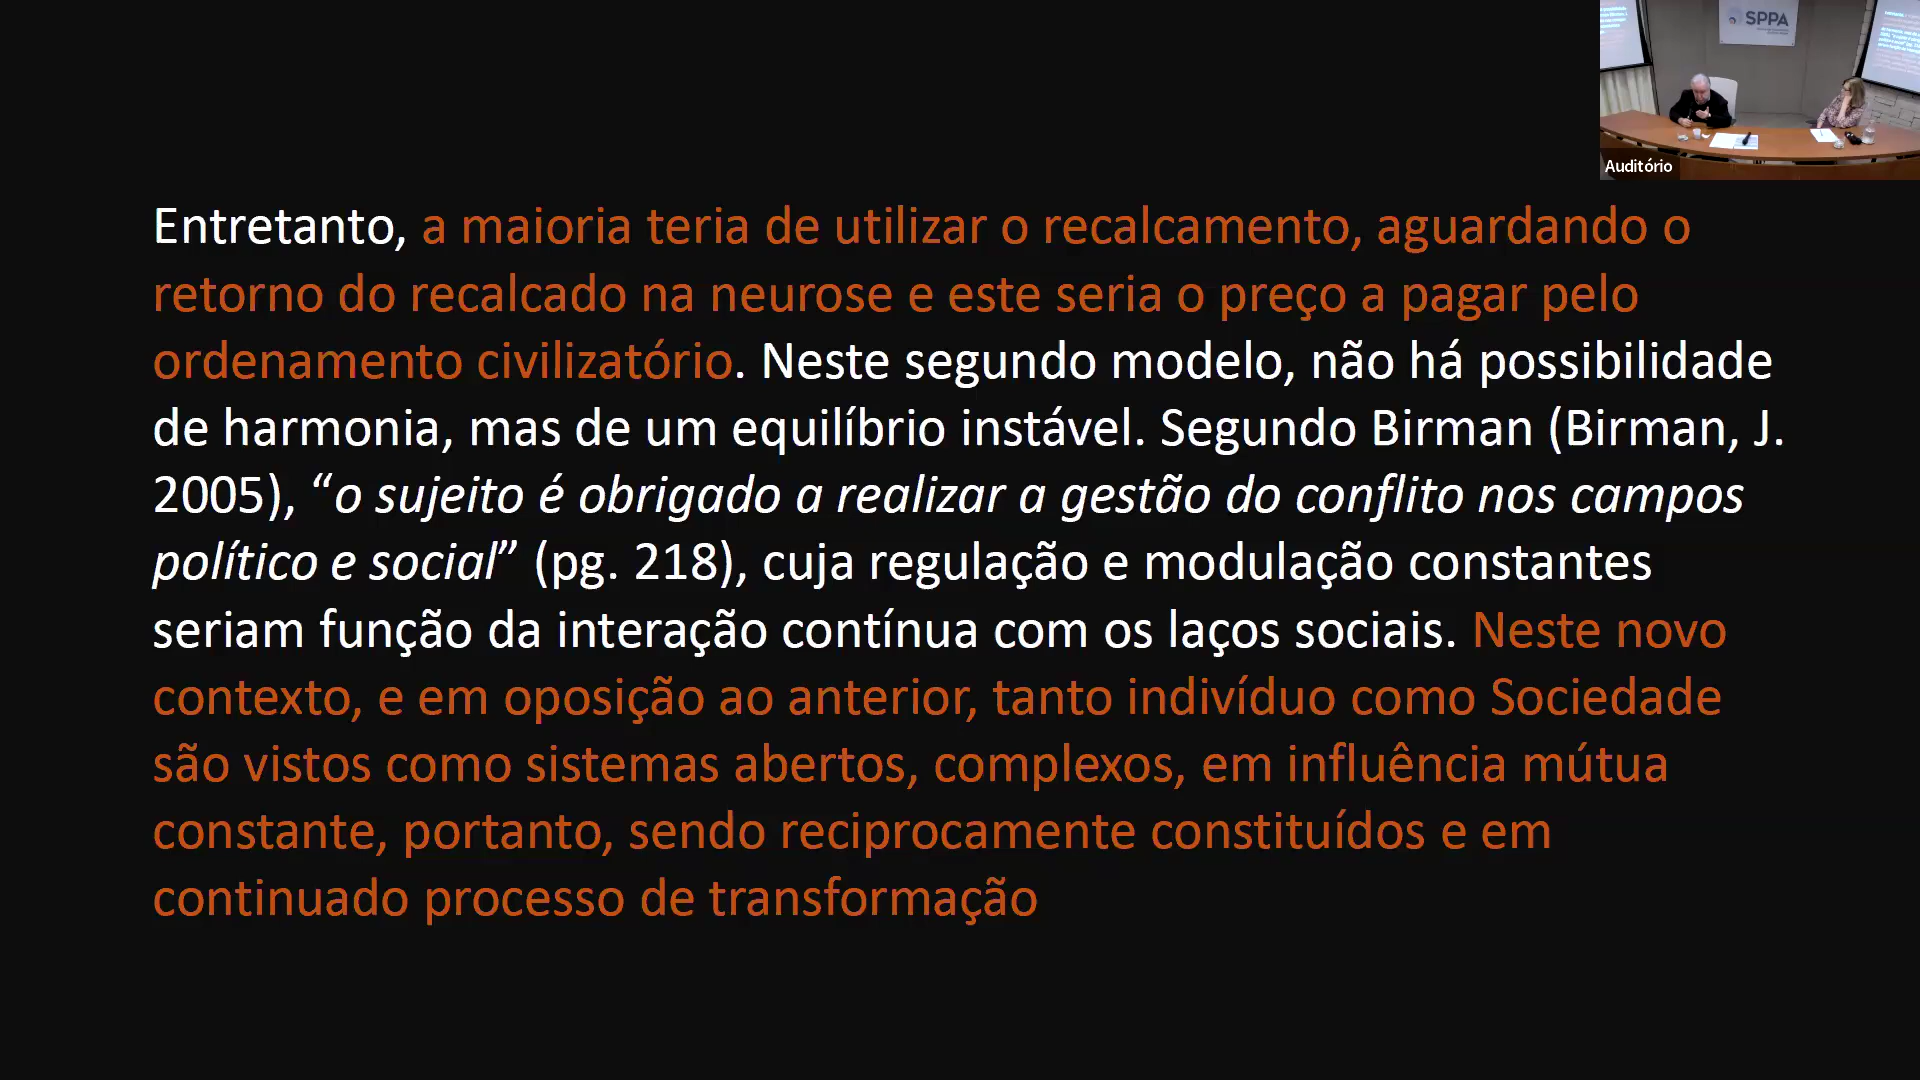 SPPA
Auditório
Entretanto, a maioria teria de utilizar o recalcamento, aguardando o
retorno do recalcado na neurose e este seria o preço a pagar pelo
ordenamento civilizatório. Neste segundo modelo, não há possibilidade
de harmonia, mas de um equilíbrio instável. Segundo Birman (Birman, J.
2005), “o sujeito é obrigado a realizar a gestão do conflito nos campos
político e social” (pg. 218), cuja regulação e modulação constantes
seriam função da interação contínua com os laços sociais. Neste novo
contexto, e em oposição ao anterior, tanto indivíduo como Sociedade
são vistos como sistemas abertos, complexos, em influência mútua
constante, portanto, sendo reciprocamente constituídos e em
continuado processo de transformação